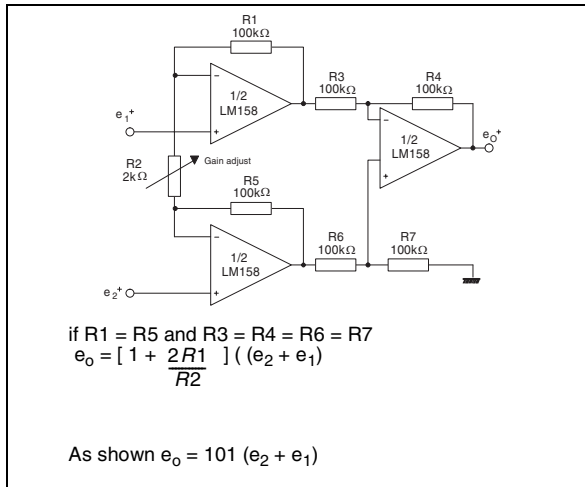 R1
100kΩ
R3
100kΩ
R4
100kΩ
1/2
LM158
e1+
1/2
LM158
eO+
R2
2kΩ
Gain adjust
R5
100kΩ
R6
100kΩ
R7
100kΩ
1/2
LM158
e2+
if R1 = R5 and R3 = R4 = R6 = R7
eo = [ 1 + 2R1 / R2 ] ( (e2 + e1)
As shown eo = 101 (e2 + e1)